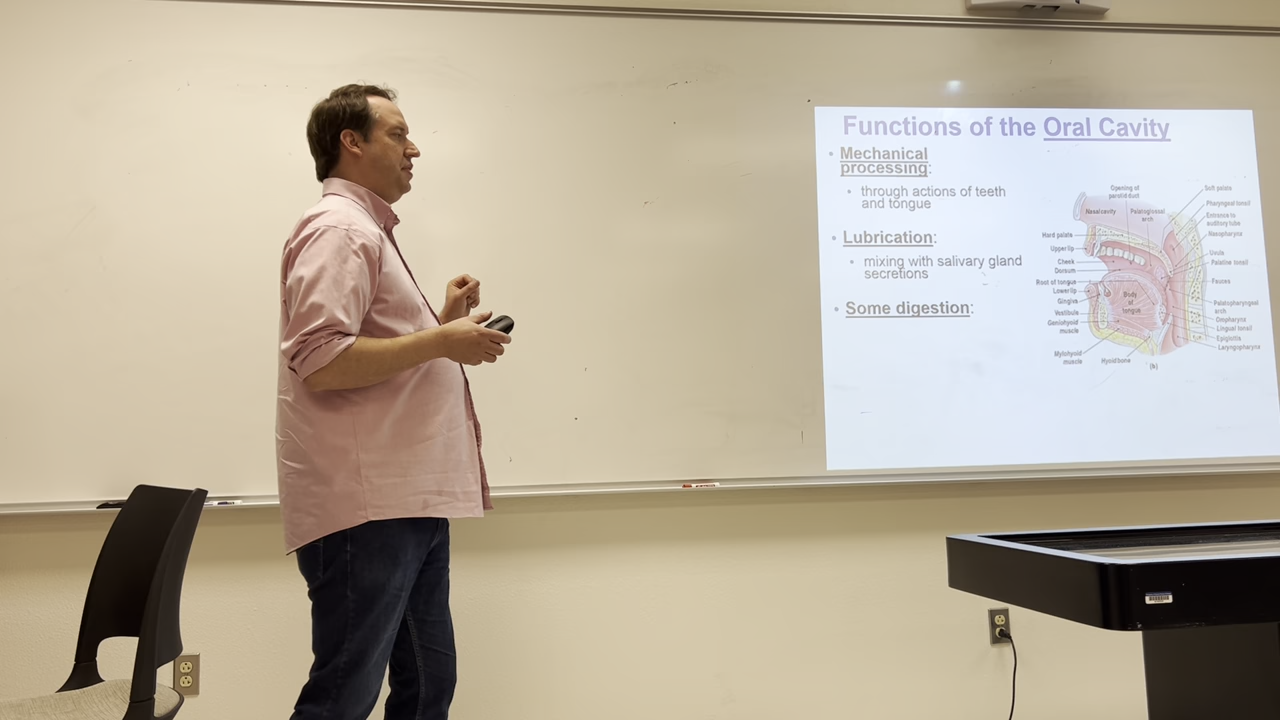 Functions of the Oral Cavity
• Mechanical
processing:
• through actions of teeth
and tongue
• Lubrication:
• mixing with salivary gland
secretions
• Some digestion:
Opening of
parotid duct
Nasal cavity
Palatoglossal
arch
Hard palate
Upper lip
Cheek
Dorsum
Root of tongue
Lower lip
Gingiva
Vestibule
Geniohyoid
muscle
Mylohyoid
muscle
Hyoid bone
Body
of
tongue
Soft palate
Pharyngeal tonsil
Entrance to
auditory tube
Nasopharynx
Uvula
Palatine tonsil
Fauces
Palatopharyngeal
arch
Oropharynx
Lingual tonsil
Epiglottis
Laryngopharynx
(b)